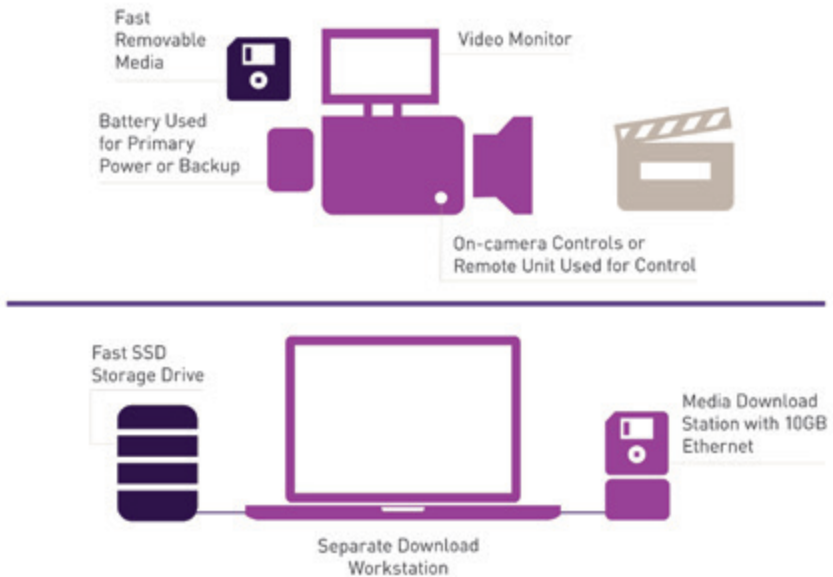 Fast
Removable
Media
Video Monitor
Battery Used
for Primary
Power or Backup
On-camera Controls or
Remote Unit Used for Control
Fast SSD
Storage Drive
Media Download
Station with 10GB
Ethernet
Separate Download
Workstation